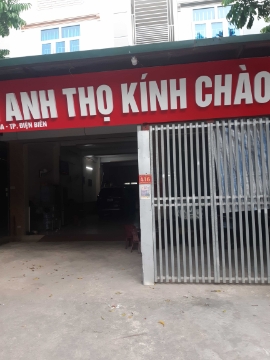 ANH THỌ KÍNH CHÀO
A - TP. ĐIỆN BIÊN